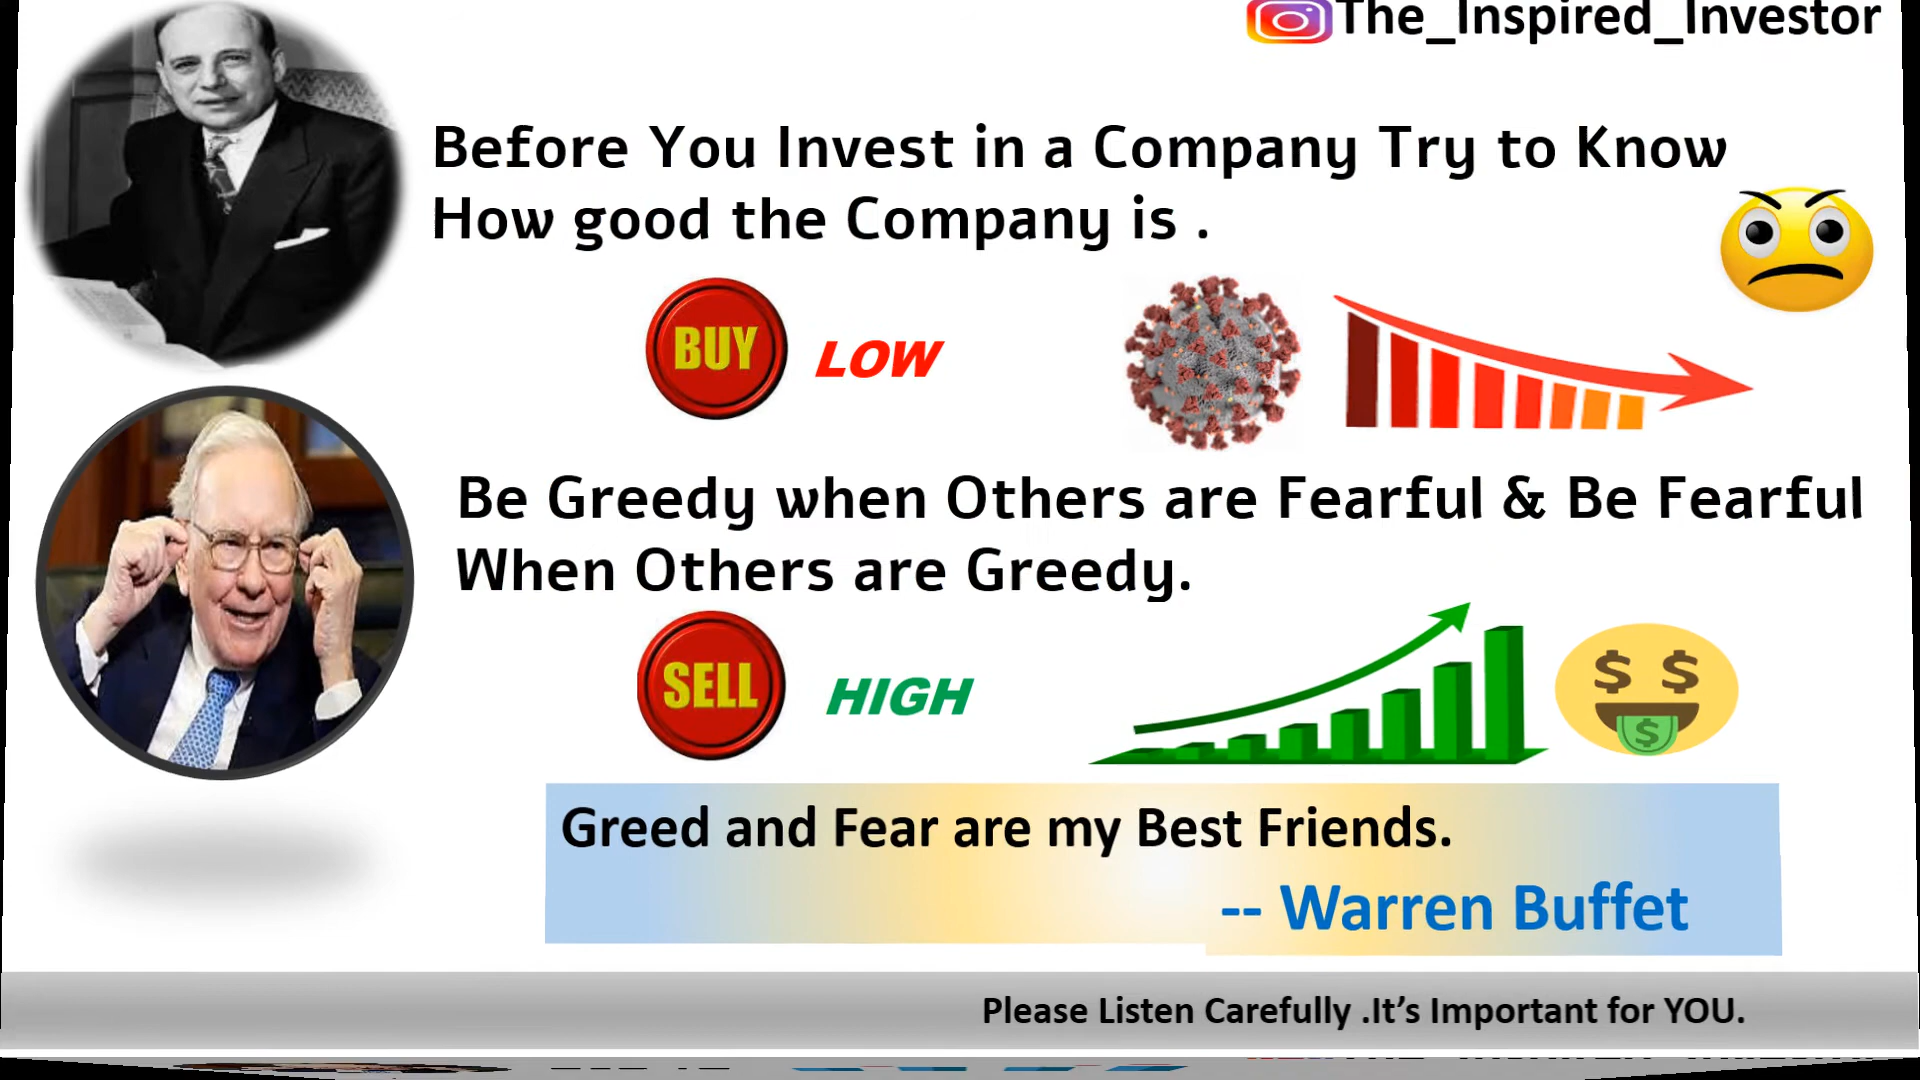 The_Inspired_Investor
Before You Invest in a Company Try to Know
How good the Company is .
BUY LOW
Be Greedy when Others are Fearful & Be Fearful
When Others are Greedy.
SELL HIGH
$ $
$
Greed and Fear are my Best Friends.
-- Warren Buffet
Please Listen Carefully .It’s Important for YOU.